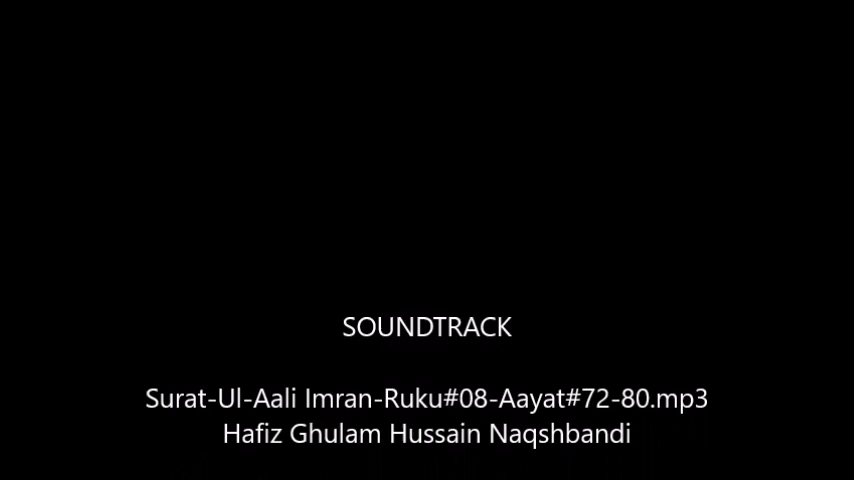 SOUNDTRACK
Surat-Ul-Aali Imran-Ruku#08-Aayat#72-80.mp3
Hafiz Ghulam Hussain Naqshbandi